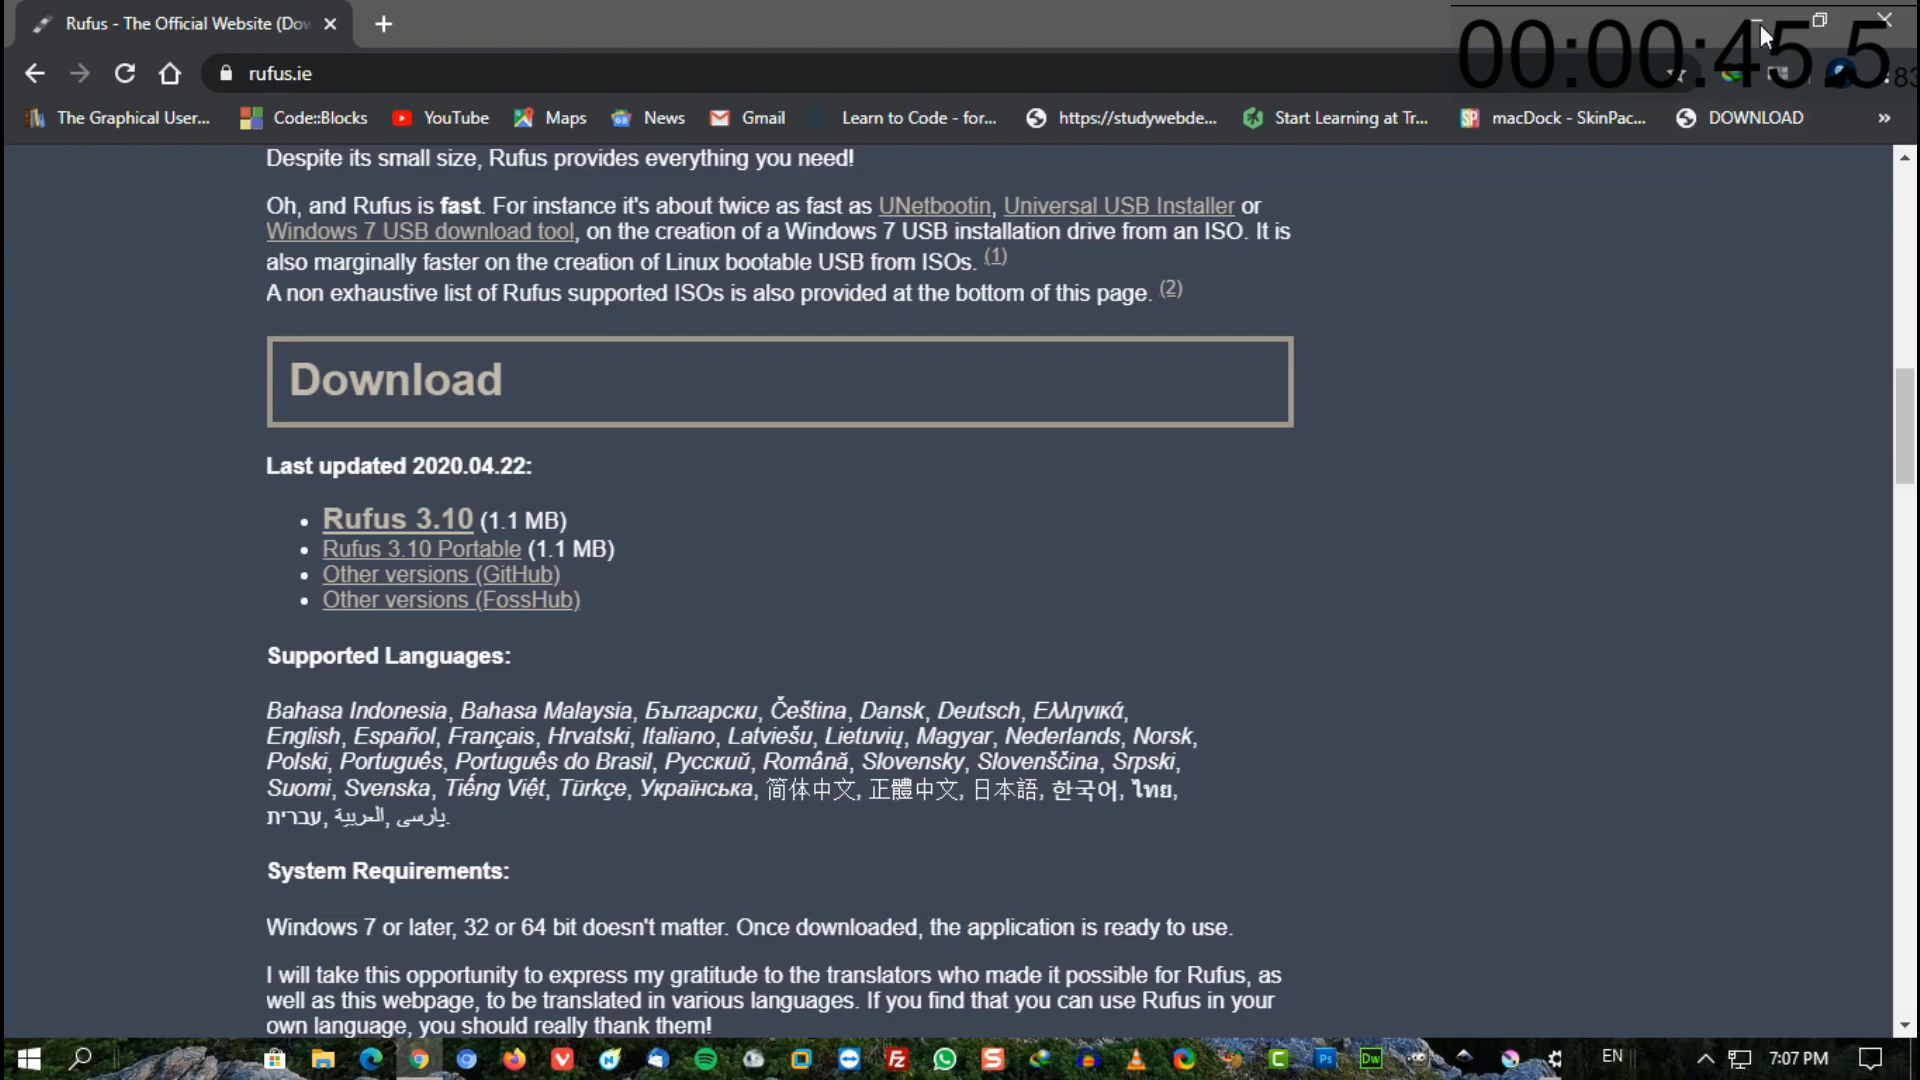 Rufus - The Official Website (Dow
00:00:45.5
rufus.ie
The Graphical User...
Code::Blocks
YouTube
Maps
News
Gmail
Learn to Code - for...
https://studywebde...
Start Learning at Tr...
macDock - SkinPac...
DOWNLOAD
Despite its small size, Rufus provides everything you need!
Oh, and Rufus is fast. For instance it's about twice as fast as UNetbootin, Universal USB Installer or
Windows 7 USB download tool, on the creation of a Windows 7 USB installation drive from an ISO. It is
also marginally faster on the creation of Linux bootable USB from ISOs. (1)
A non exhaustive list of Rufus supported ISOs is also provided at the bottom of this page. (2)
Download
Last updated 2020.04.22:
• Rufus 3.10 (1.1 MB)
• Rufus 3.10 Portable (1.1 MB)
• Other versions (GitHub)
• Other versions (FossHub)
Supported Languages:
Bahasa Indonesia, Bahasa Malaysia, Български, Čeština, Dansk, Deutsch, Ελληνικά,
English, Español, Français, Hrvatski, Italiano, Latviešu, Lietuvių, Magyar, Nederlands, Norsk,
Polski, Português, Português do Brasil, Русский, Română, Slovensky, Slovenščina, Srpski,
Suomi, Svenska, Tiếng Việt, Türkçe, Українська, 简体中文, 正體中文, 日本語, 한국어, ไทย,
עברית, العربية, پارسی.
System Requirements:
Windows 7 or later, 32 or 64 bit doesn't matter. Once downloaded, the application is ready to use.
I will take this opportunity to express my gratitude to the translators who made it possible for Rufus, as
well as this webpage, to be translated in various languages. If you find that you can use Rufus in your
own language, you should really thank them!
EN
7:07 PM